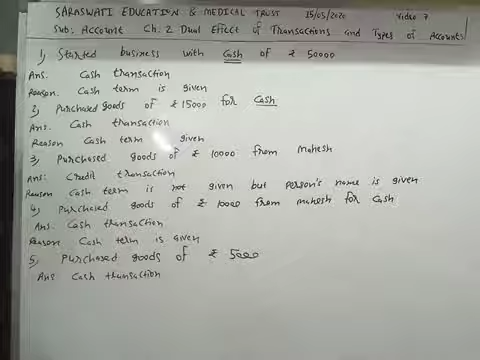 SARASWATI EDUCATION & MEDICAL TRUST 15/05/2020 Video 7
Sub: Account Ch. 2 Dual Effect of Transactions and Types of Accounts
1) Started business with Cash of ₹ 50000
Ans. Cash transaction
Reason. Cash term is given
2) Purchased goods of ₹ 15000 for Cash
Ans. Cash transaction
Reason Cash term given
3) Purchased goods of ₹ 10000 from Mahesh
Ans: Credit transaction
Reason Cash term is not given but person's name is given
4) Purchased goods of ₹ 10000 from mahesh for cash
Ans. Cash transaction
Reason Cash term is given
5) Purchased goods of ₹ 5000
Ans Cash transaction